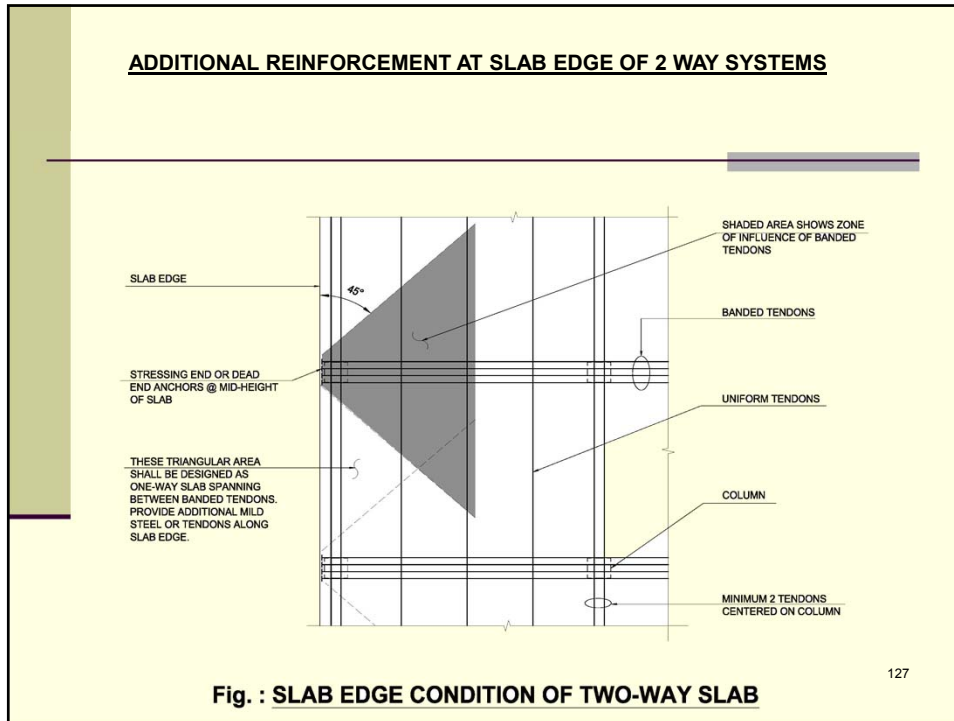 ADDITIONAL REINFORCEMENT AT SLAB EDGE OF 2 WAY SYSTEMS
SHADED AREA SHOWS ZONE
OF INFLUENCE OF BANDED
TENDONS
SLAB EDGE
45°
BANDED TENDONS
STRESSING END OR DEAD
END ANCHORS @ MID-HEIGHT
OF SLAB
UNIFORM TENDONS
THESE TRIANGULAR AREA
SHALL BE DESIGNED AS
ONE-WAY SLAB SPANNING
BETWEEN BANDED TENDONS.
PROVIDE ADDITIONAL MILD
STEEL OR TENDONS ALONG
SLAB EDGE.
COLUMN
MINIMUM 2 TENDONS
CENTERED ON COLUMN
127
Fig. : SLAB EDGE CONDITION OF TWO-WAY SLAB